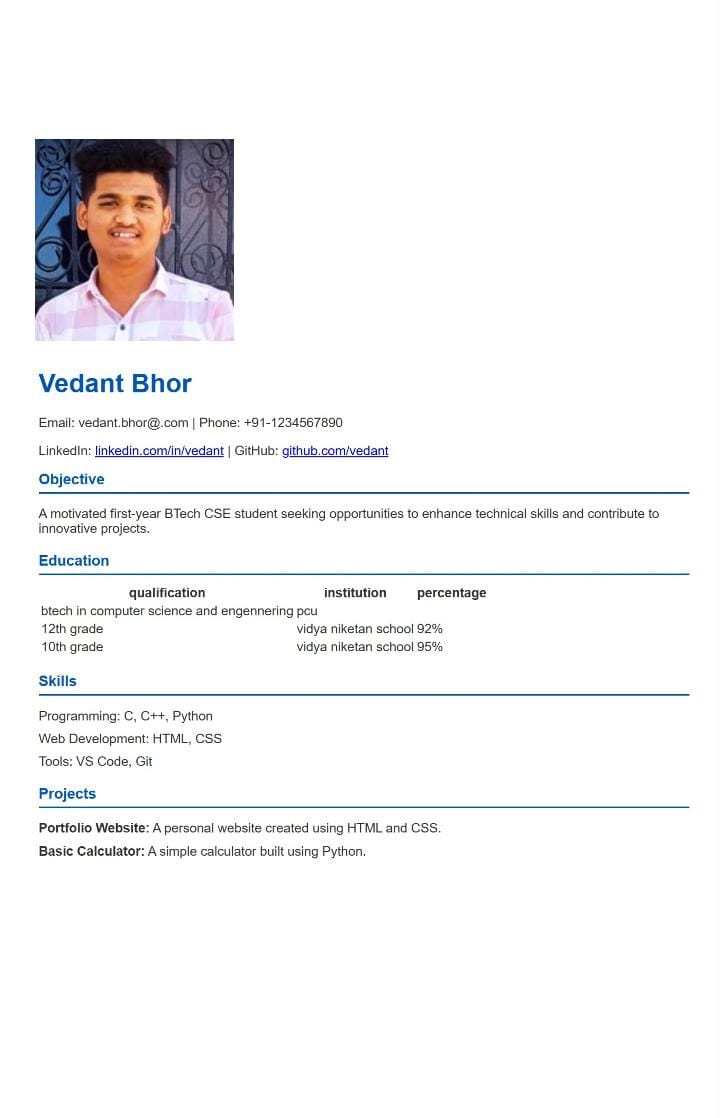 Vedant Bhor
Email: vedant.bhor@.com | Phone: +91-1234567890
LinkedIn: linkedin.com/in/vedant | GitHub: github.com/vedant
Objective
A motivated first-year BTech CSE student seeking opportunities to enhance technical skills and contribute to
innovative projects.
Education
qualification institution percentage
btech in computer science and engennering pcu
12th grade vidya niketan school 92%
10th grade vidya niketan school 95%
Skills
Programming: C, C++, Python
Web Development: HTML, CSS
Tools: VS Code, Git
Projects
Portfolio Website: A personal website created using HTML and CSS.
Basic Calculator: A simple calculator built using Python.